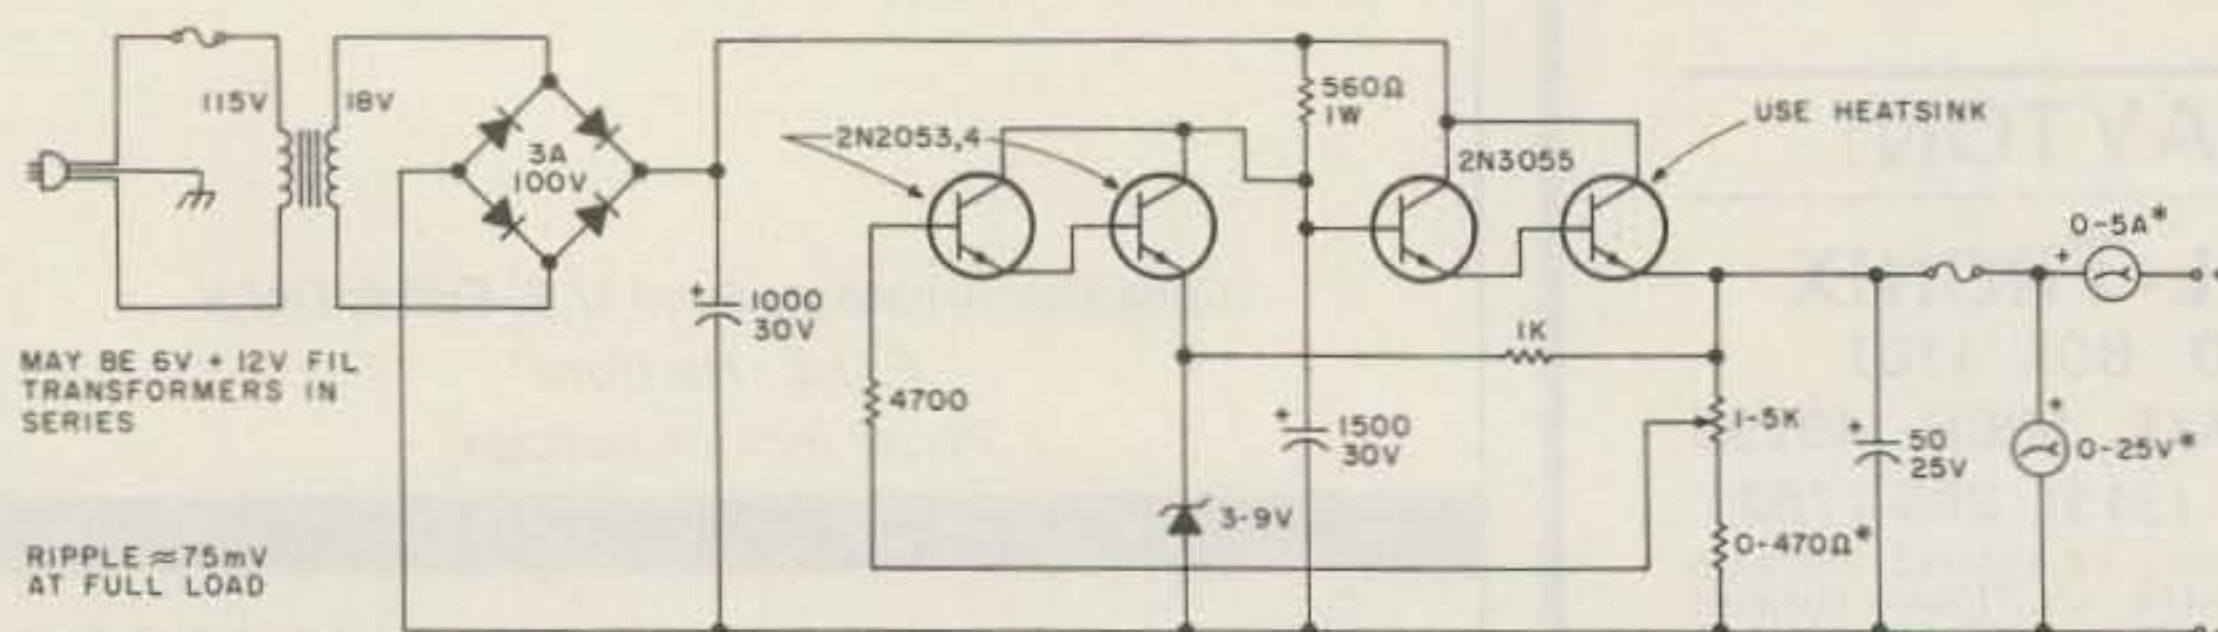 115V
18V
3A
100V
2N2053,4
560Ω
1W
2N3055
USE HEATSINK
0-5A*
+
+
1000
30V
1K
MAY BE 6V + 12V FIL
TRANSFORMERS IN
SERIES
4700
+
1500
30V
1-5K
+
50
25V
0-25V*
3-9V
0-470Ω*
RIPPLE ≈ 75mV
AT FULL LOAD